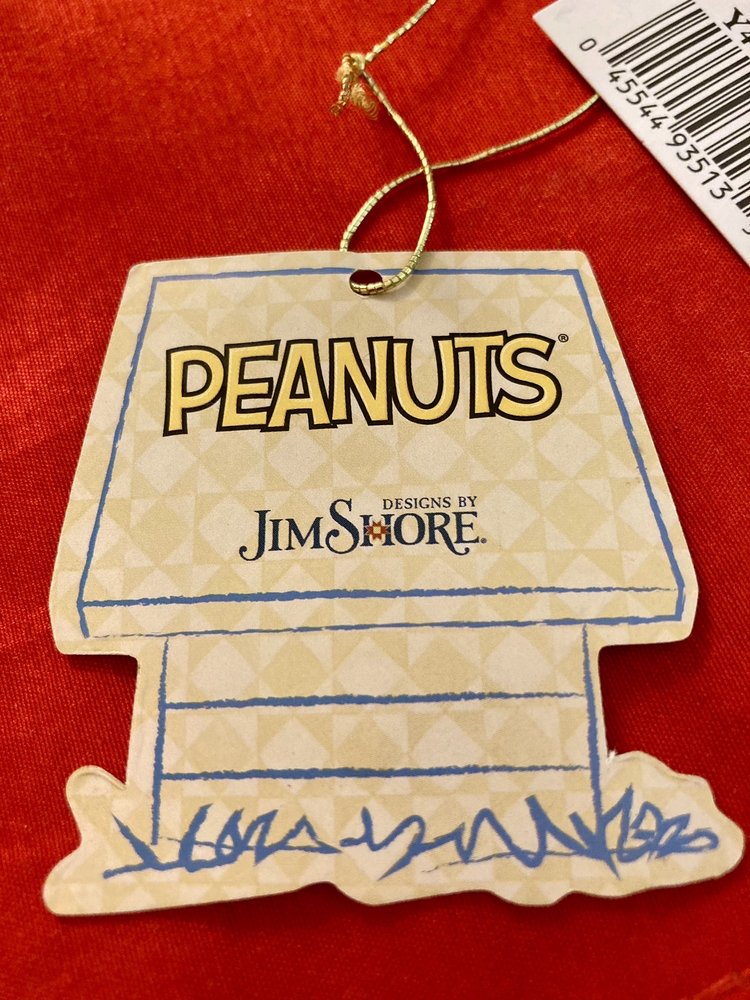 0 45544 93513
PEANUTS®
DESIGNS BY
JIM SHORE®